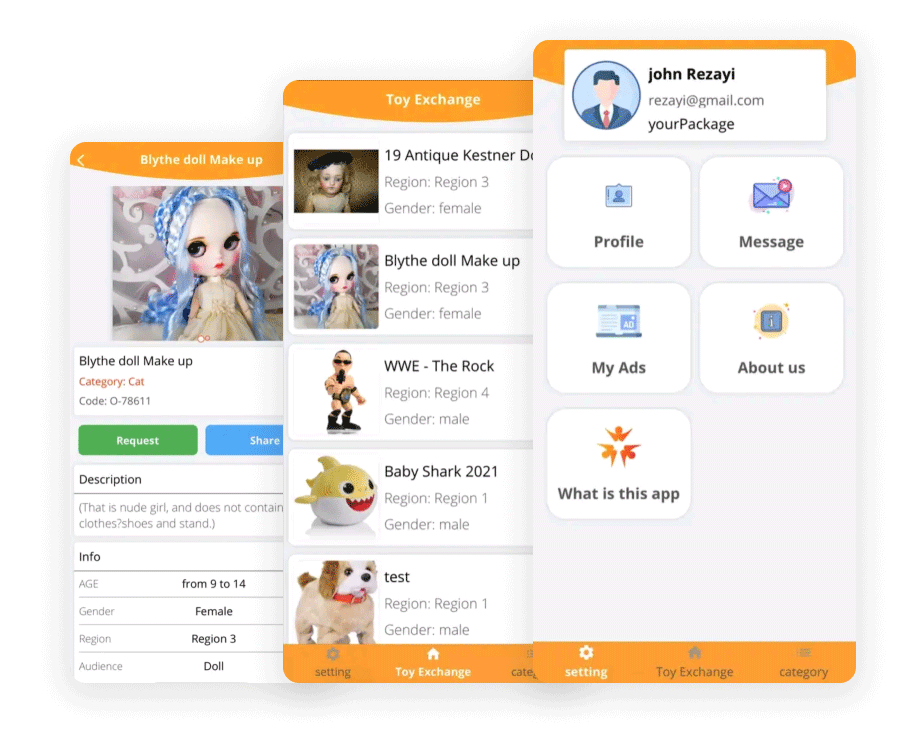 Blythe doll Make up
Blythe doll Make up
Category: Cat
Code: O-78611
Request
Share
Description
(That is nude girl, and does not contain
clothes?shoes and stand.)
Info
AGE from 9 to 14
Gender Female
Region Region 3
Audience Doll
Toy Exchange
19 Antique Kestner Do
Region: Region 3
Gender: female
Blythe doll Make up
Region: Region 3
Gender: female
WWE - The Rock
Region: Region 4
Gender: male
Baby Shark 2021
Region: Region 1
Gender: male
test
Region: Region 1
Gender: male
setting Toy Exchange categ
john Rezayi
rezayi@gmail.com
yourPackage
Profile
Message
AD
My Ads
About us
What is this app
setting Toy Exchange category